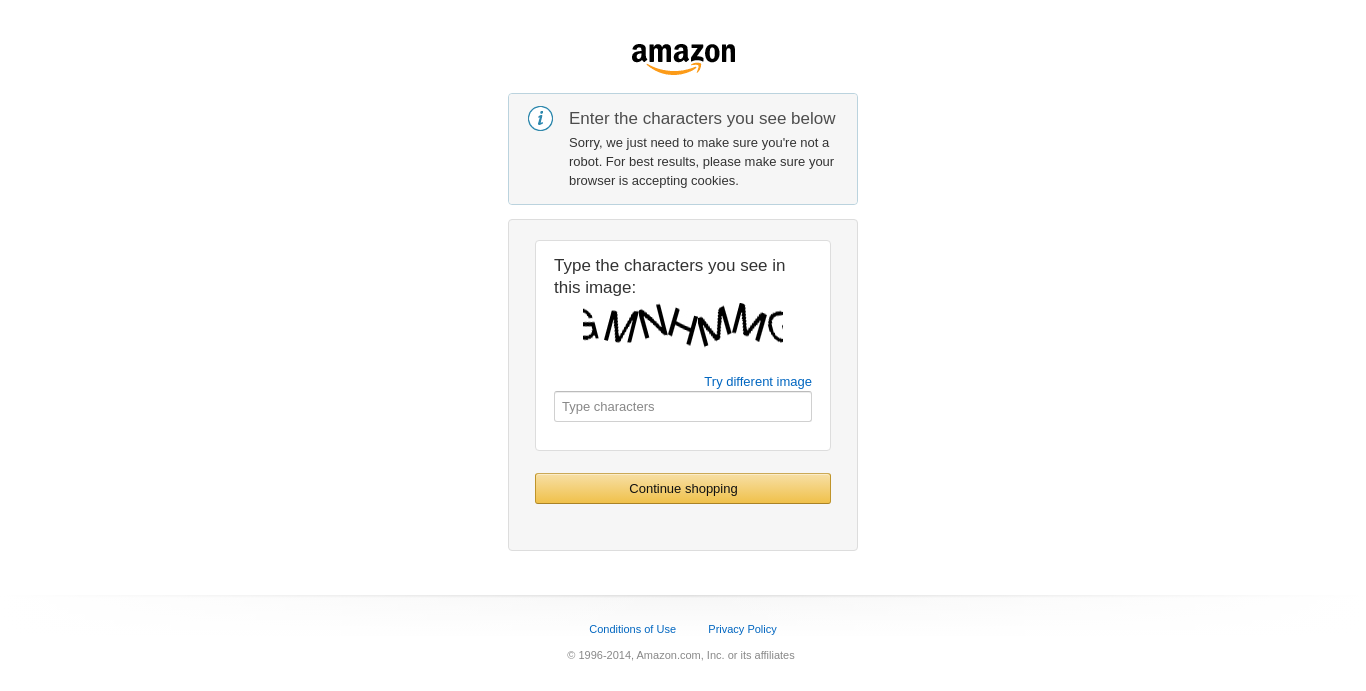 amazon
Enter the characters you see below
Sorry, we just need to make sure you're not a
robot. For best results, please make sure your
browser is accepting cookies.
Type the characters you see in
this image:
Try different image
Type characters
Continue shopping
Conditions of Use Privacy Policy
© 1996-2014, Amazon.com, Inc. or its affiliates